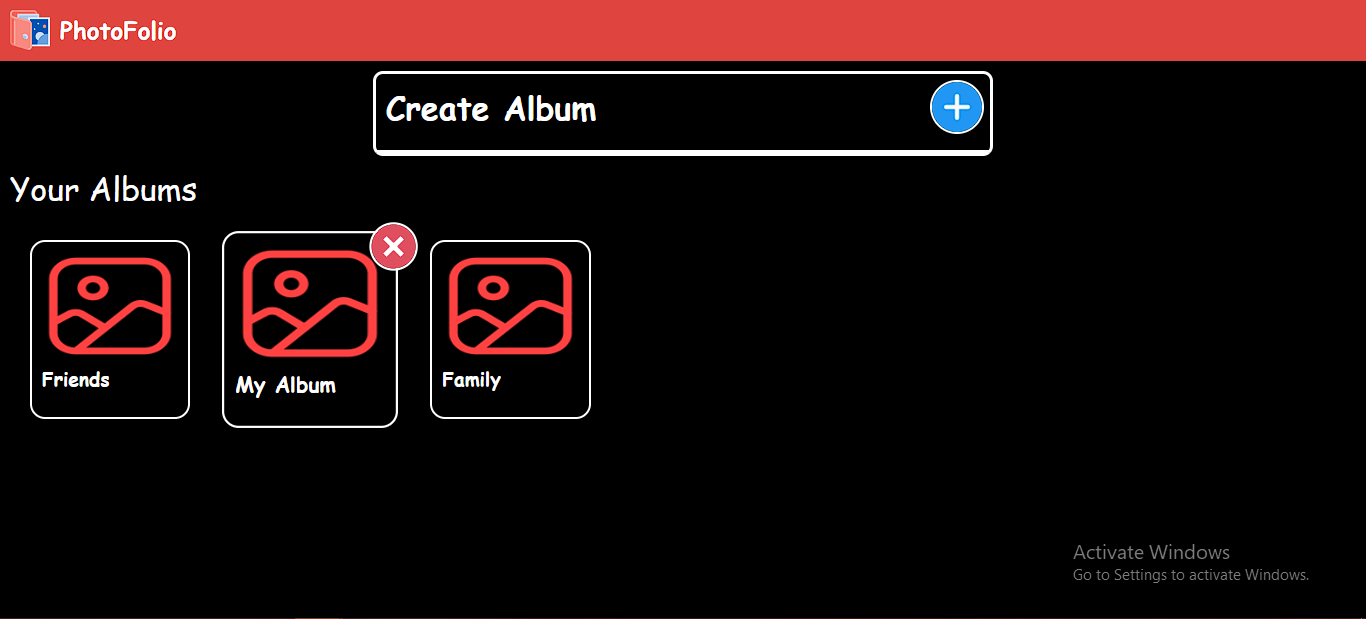 PhotoFolio
Create Album
Your Albums
Friends
My Album
Family
Activate Windows
Go to Settings to activate Windows.